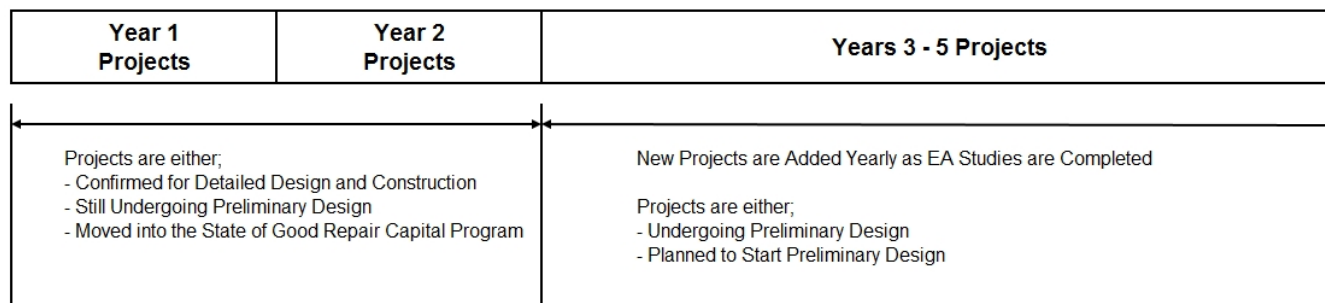 Year 1
Projects
Year 2
Projects
Years 3 - 5 Projects
Projects are either;
- Confirmed for Detailed Design and Construction
- Still Undergoing Preliminary Design
- Moved into the State of Good Repair Capital Program
New Projects are Added Yearly as EA Studies are Completed
Projects are either;
- Undergoing Preliminary Design
- Planned to Start Preliminary Design